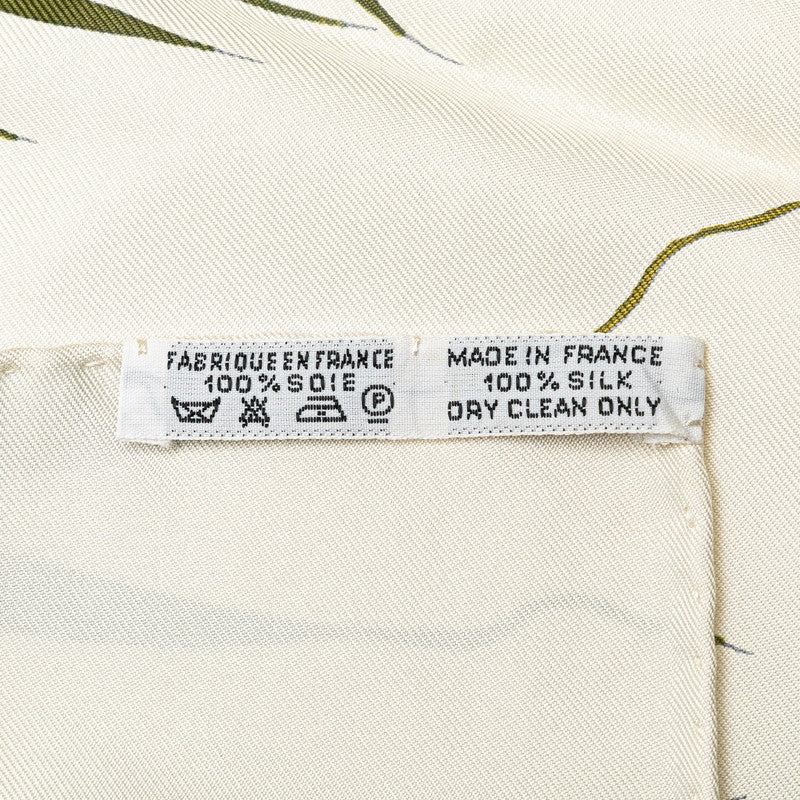 FABRIQUE EN FRANCE
100% SOIE
P
MADE IN FRANCE
100% SILK
DRY CLEAN ONLY